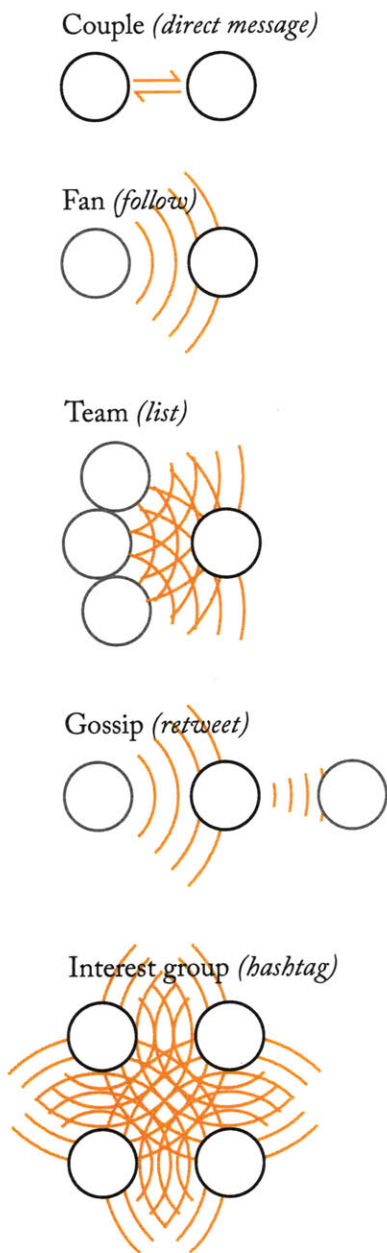 Couple (direct message)
Fan (follow)
Team (list)
Gossip (retweet)
Interest group (hashtag)